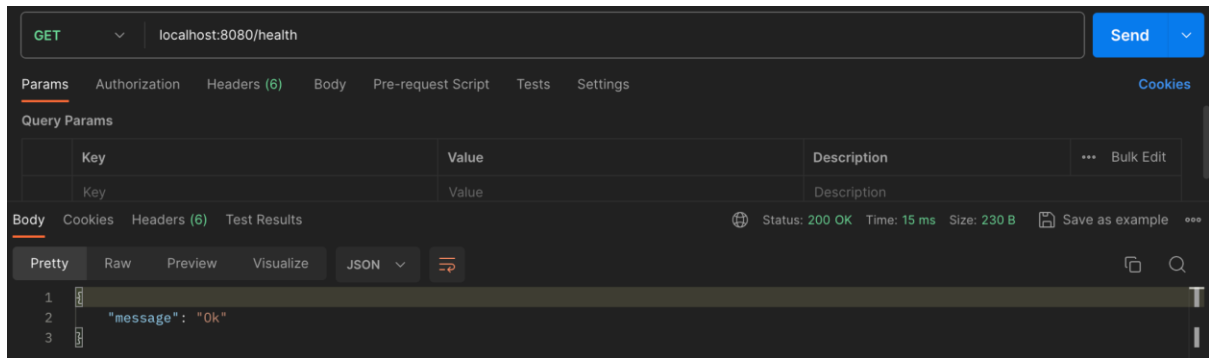 GET localhost:8080/health Send
Params Authorization Headers (6) Body Pre-request Script Tests Settings Cookies
Query Params
Key Value Description ••• Bulk Edit
Key Value Description
Body Cookies Headers (6) Test Results Status: 200 OK Time: 15 ms Size: 230 B Save as example
Pretty Raw Preview Visualize JSON
1 {
2 "message": "Ok"
3 }